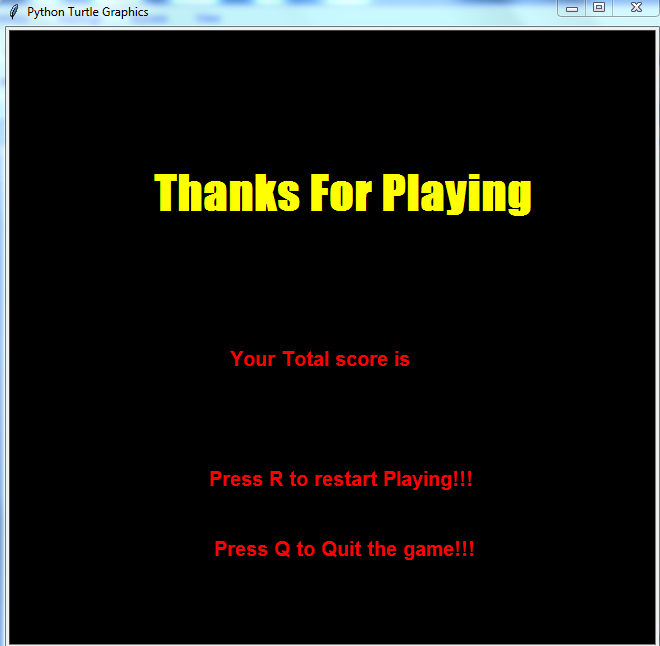 Python Turtle Graphics
Thanks For Playing
Your Total score is
Press R to restart Playing!!!
Press Q to Quit the game!!!